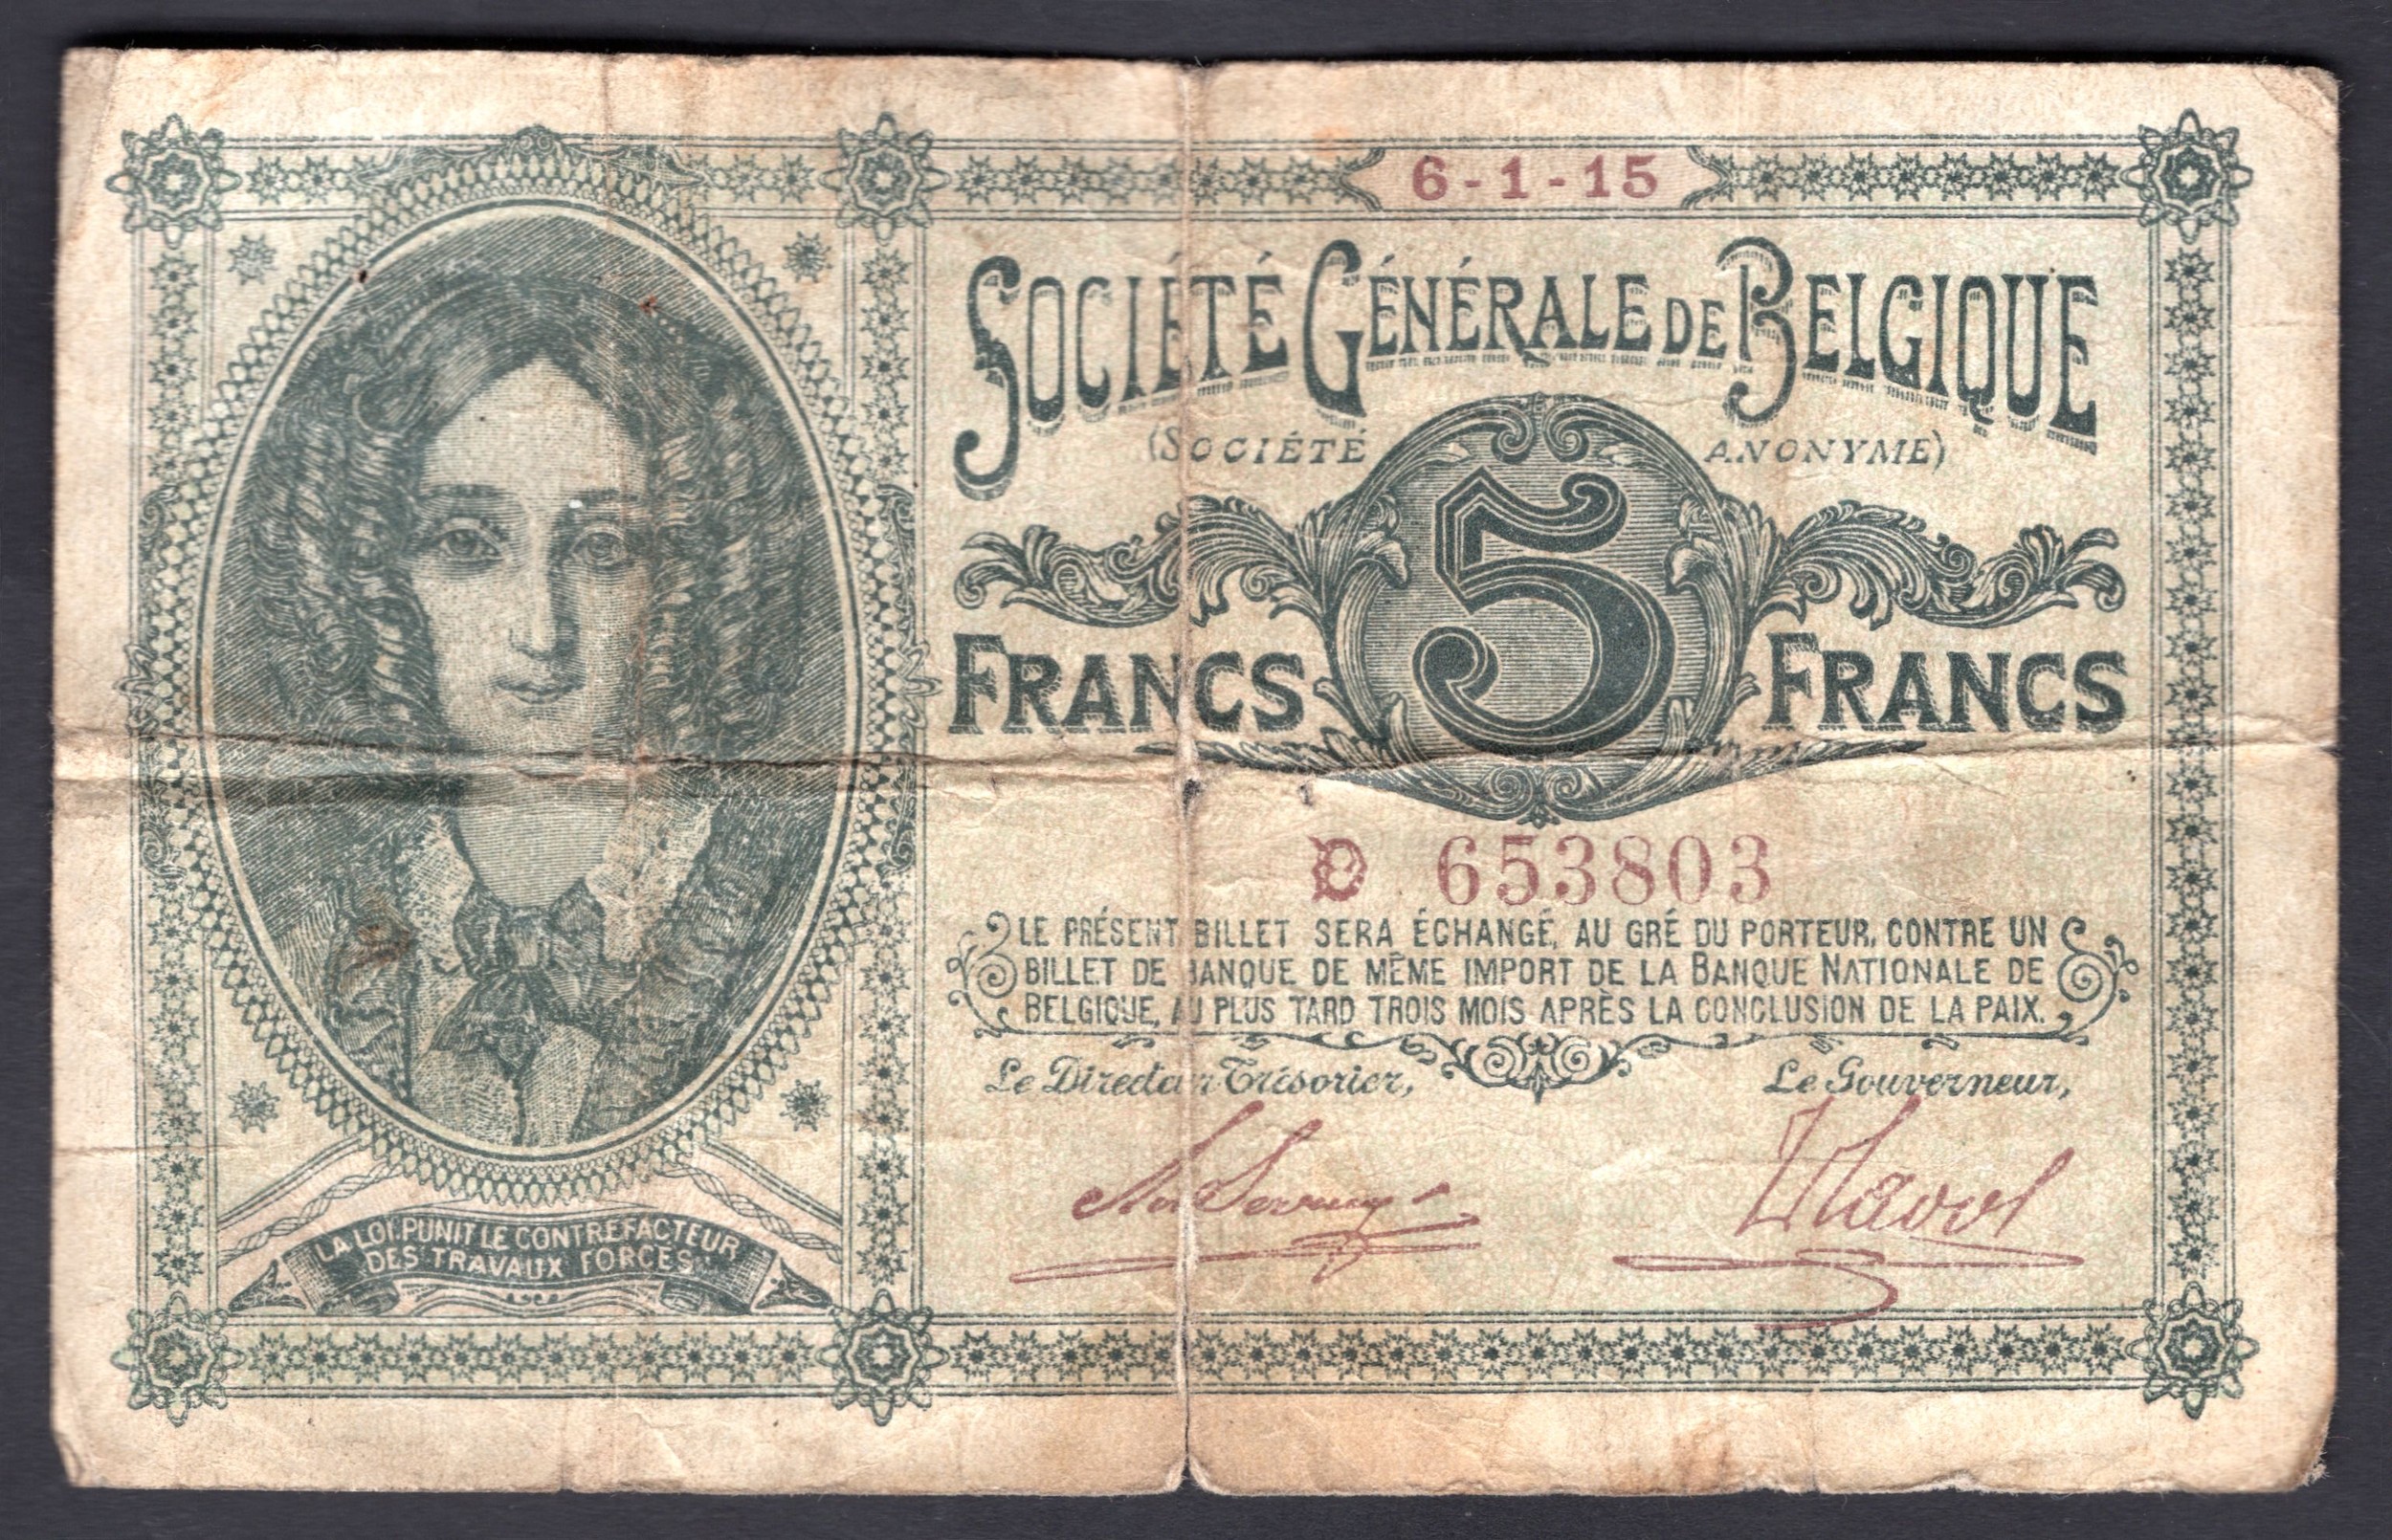 6-1-15
SOCIÉTÉ GÉNÉRALE DE BELGIQUE
(SOCIÉTÉ ANONYME)
FRANCS 5 FRANCS
D 653803
LE PRÉSENT BILLET SERA ÉCHANGÉ, AU GRÉ DU PORTEUR, CONTRE UN
BILLET DE BANQUE DE MÊME IMPORT DE LA BANQUE NATIONALE DE
BELGIQUE, AU PLUS TARD TROIS MOIS APRÈS LA CONCLUSION DE LA PAIX.
Le Directeur Trésorier, Le Gouverneur,
LA LOI PUNIT LE CONTREFACTEUR
DES TRAVAUX FORCÉS